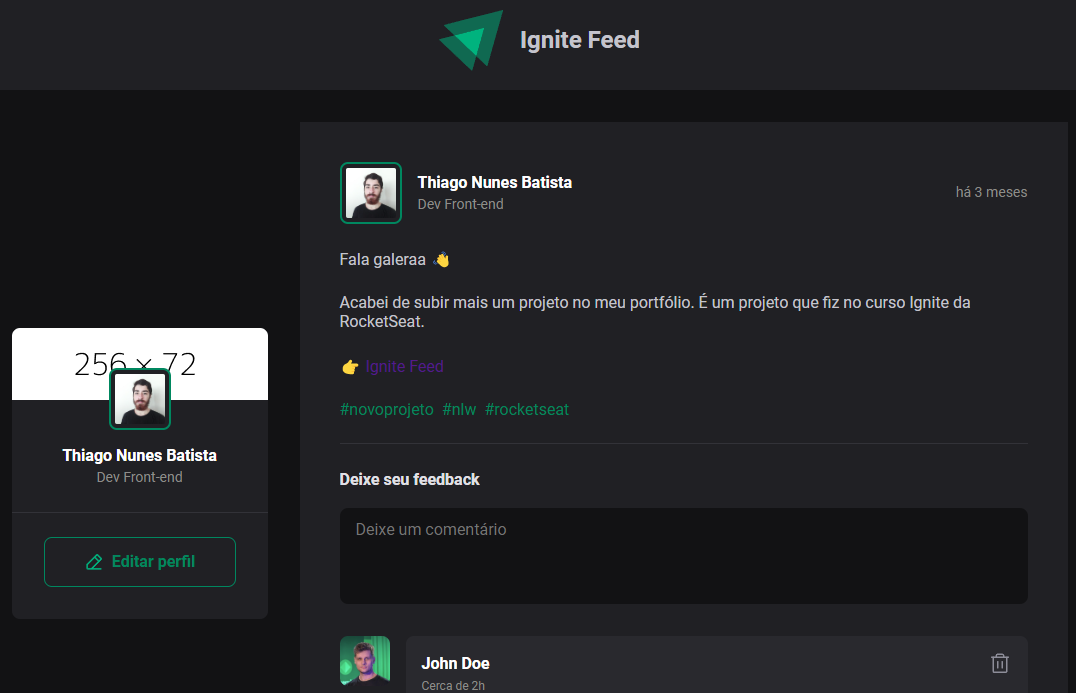 Ignite Feed
Thiago Nunes Batista
Dev Front-end
há 3 meses
Fala galeraa 👋
Acabei de subir mais um projeto no meu portfólio. É um projeto que fiz no curso Ignite da
RocketSeat.
👉 Ignite Feed
#novoprojeto #nlw #rocketseat
Deixe seu feedback
Deixe um comentário
John Doe
Cerca de 2h
256 × 72
Thiago Nunes Batista
Dev Front-end
Editar perfil